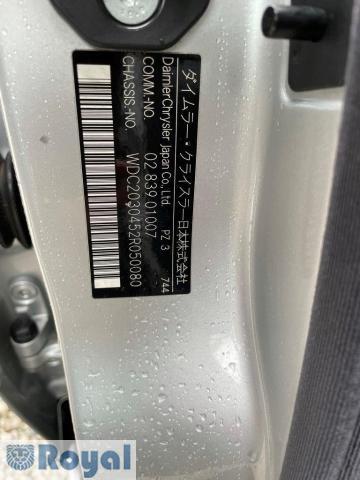 ダイムラー・クライスラー日本株式会社
DaimlerChrysler Japan Co., Ltd. PZ 3 744
COMM-NO. 02 839 01007
CHASSIS-NO. WDC2030452R050080
Royal